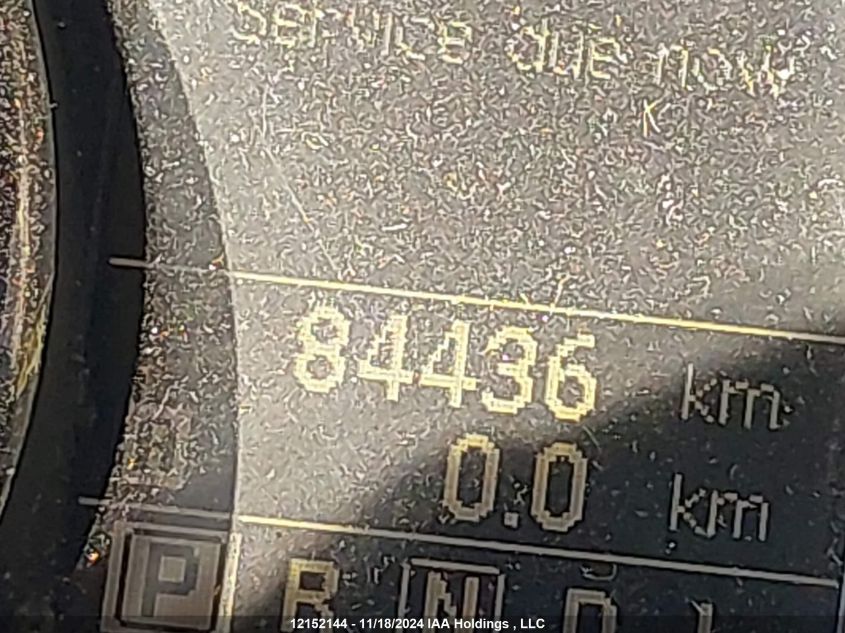 Service due now
84436 km
0.0 km
P R N D
12152144 - 11/18/2024 IAA Holdings , LLC